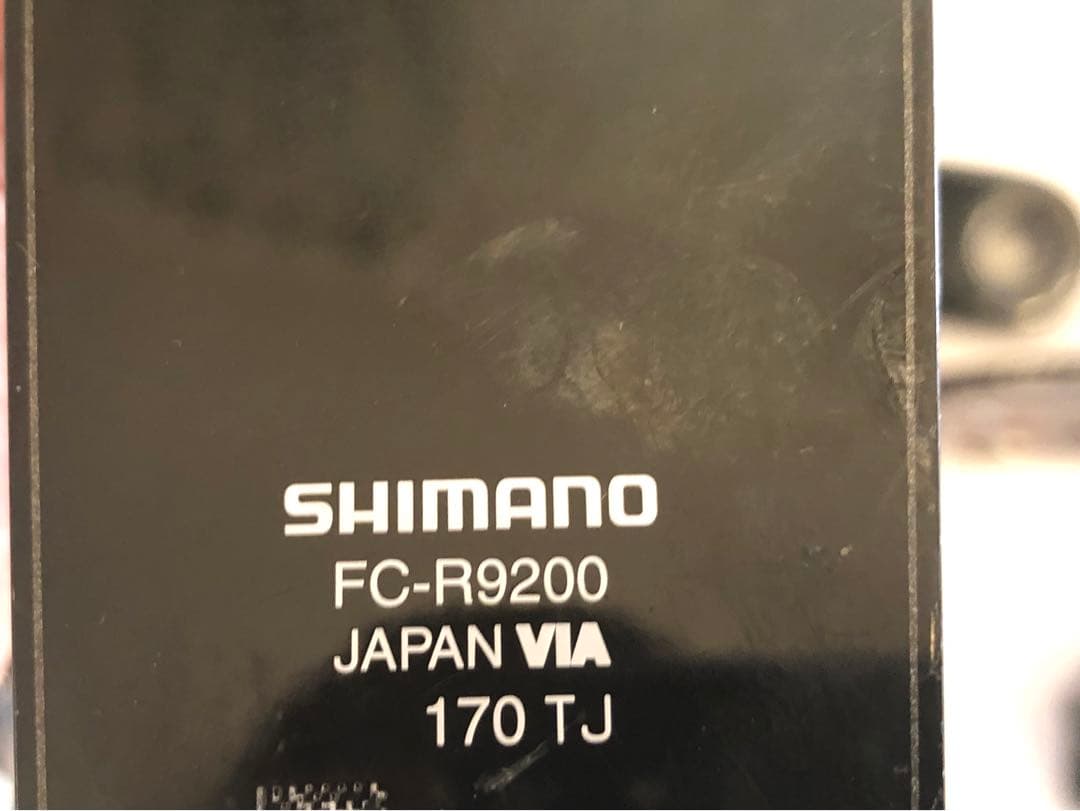 SHIMANO
FC-R9200
JAPAN VIA
170 TJ